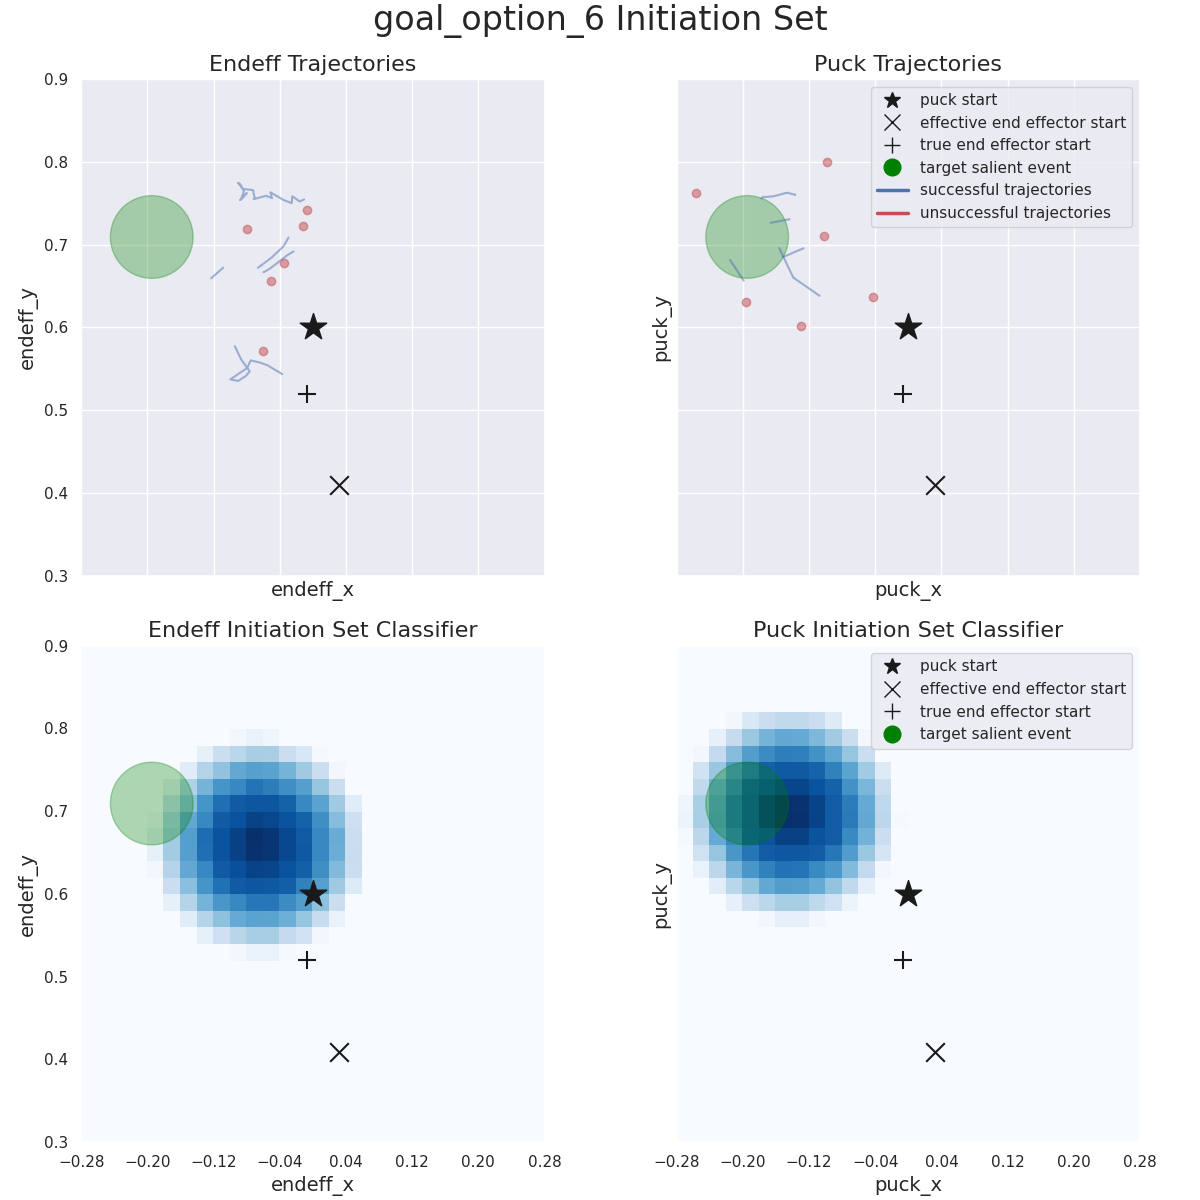 goal_option_6 Initiation Set
Endeff Trajectories
0.9
0.8
0.7
0.6
0.5
0.4
0.3
endeff_y
endeff_x
Puck Trajectories
puck start
effective end effector start
true end effector start
target salient event
successful trajectories
unsuccessful trajectories
puck_y
puck_x
Endeff Initiation Set Classifier
0.9
0.8
0.7
0.6
0.5
0.4
0.3
endeff_y
−0.28 −0.20 −0.12 −0.04 0.04 0.12 0.20 0.28
endeff_x
Puck Initiation Set Classifier
puck start
effective end effector start
true end effector start
target salient event
puck_y
−0.28 −0.20 −0.12 −0.04 0.04 0.12 0.20 0.28
puck_x